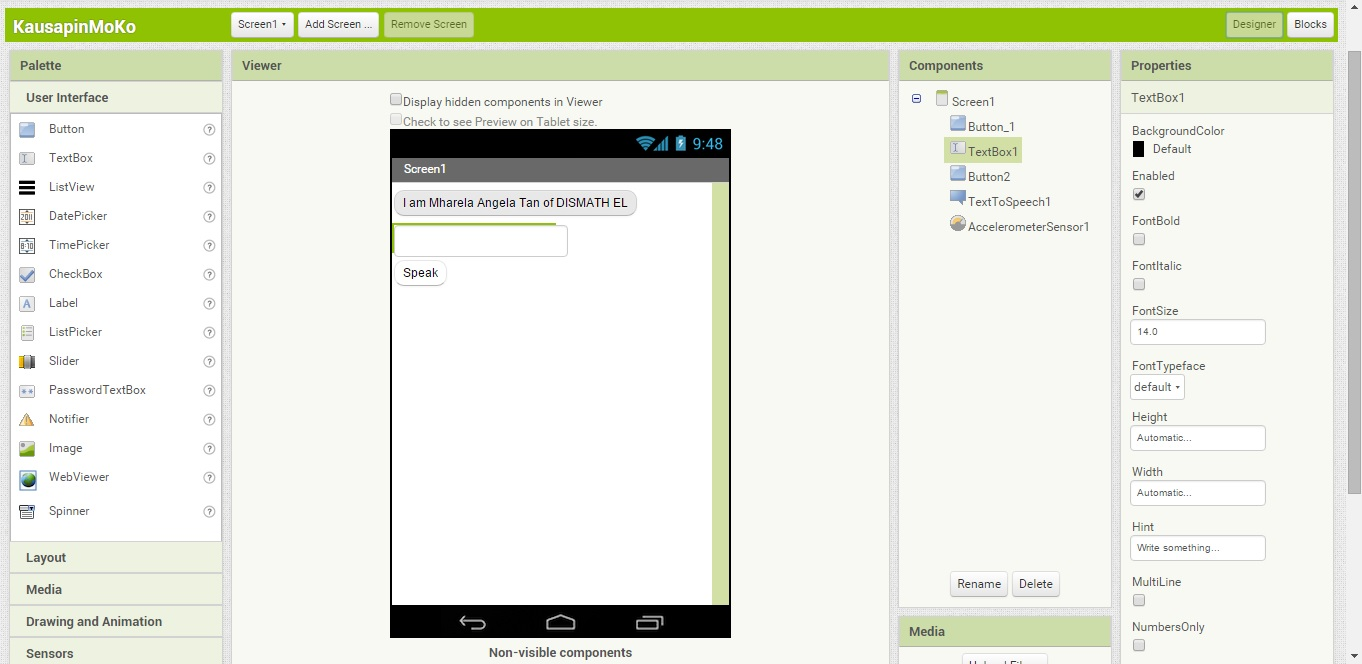 KausapinMoKo
Screen1
Add Screen ...
Remove Screen
Designer
Blocks
Palette
User Interface
Button
TextBox
ListView
DatePicker
TimePicker
CheckBox
Label
ListPicker
Slider
PasswordTextBox
Notifier
Image
WebViewer
Spinner
Layout
Media
Drawing and Animation
Sensors
Viewer
Display hidden components in Viewer
Check to see Preview on Tablet size.
9:48
Screen1
I am Mharela Angela Tan of DISMATH EL
Speak
Non-visible components
Components
Screen1
Button_1
TextBox1
Button2
TextToSpeech1
AccelerometerSensor1
Rename
Delete
Media
Properties
TextBox1
BackgroundColor
Default
Enabled
FontBold
FontItalic
FontSize
14.0
FontTypeface
default
Height
Automatic...
Width
Automatic...
Hint
Write something...
MultiLine
NumbersOnly